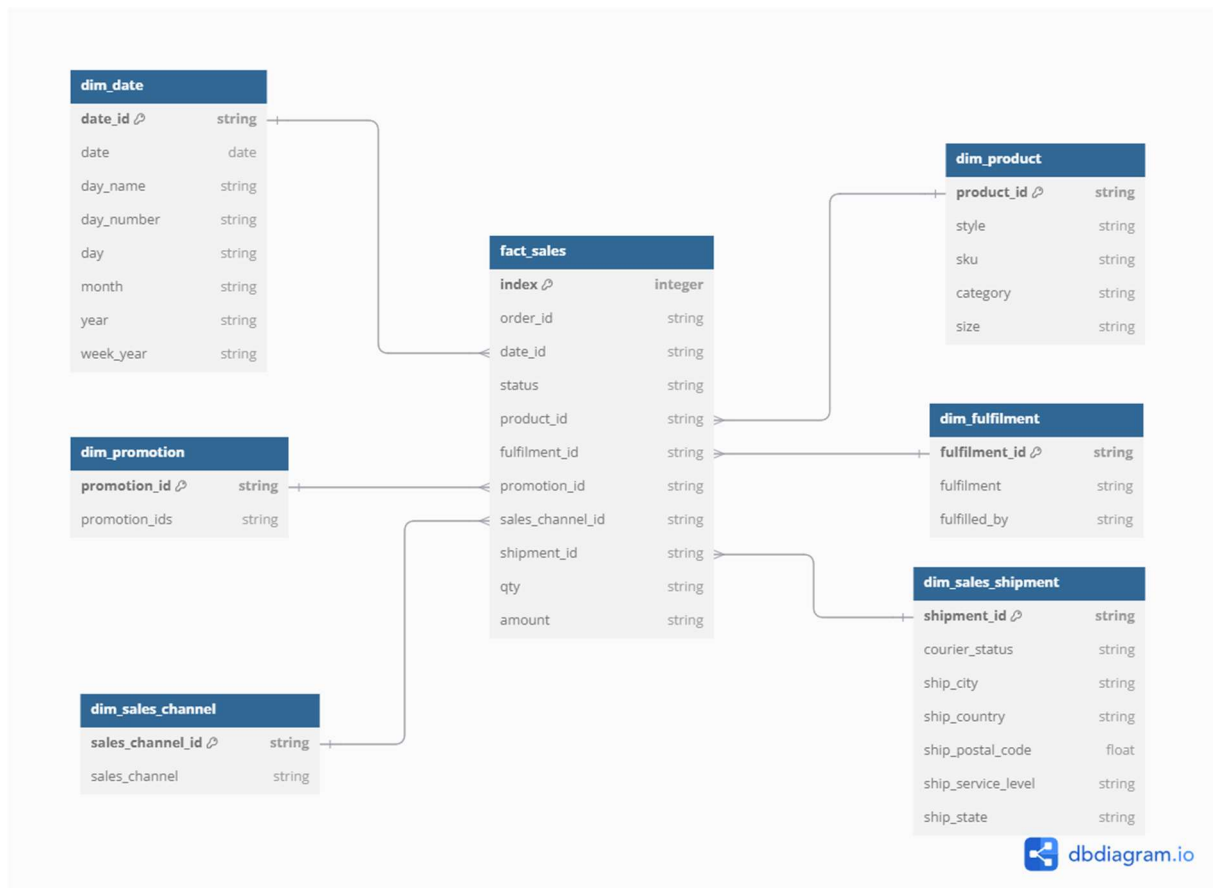 dim_date
date_id string
date date
day_name string
day_number string
day string
month string
year string
week_year string
dim_promotion
promotion_id string
promotion_ids string
dim_sales_channel
sales_channel_id string
sales_channel string
fact_sales
index integer
order_id string
date_id string
status string
product_id string
fulfilment_id string
promotion_id string
sales_channel_id string
shipment_id string
qty string
amount string
dim_product
product_id string
style string
sku string
category string
size string
dim_fulfilment
fulfilment_id string
fulfilment string
fulfilled_by string
dim_sales_shipment
shipment_id string
courier_status string
ship_city string
ship_country string
ship_postal_code float
ship_service_level string
ship_state string
dbdiagram.io